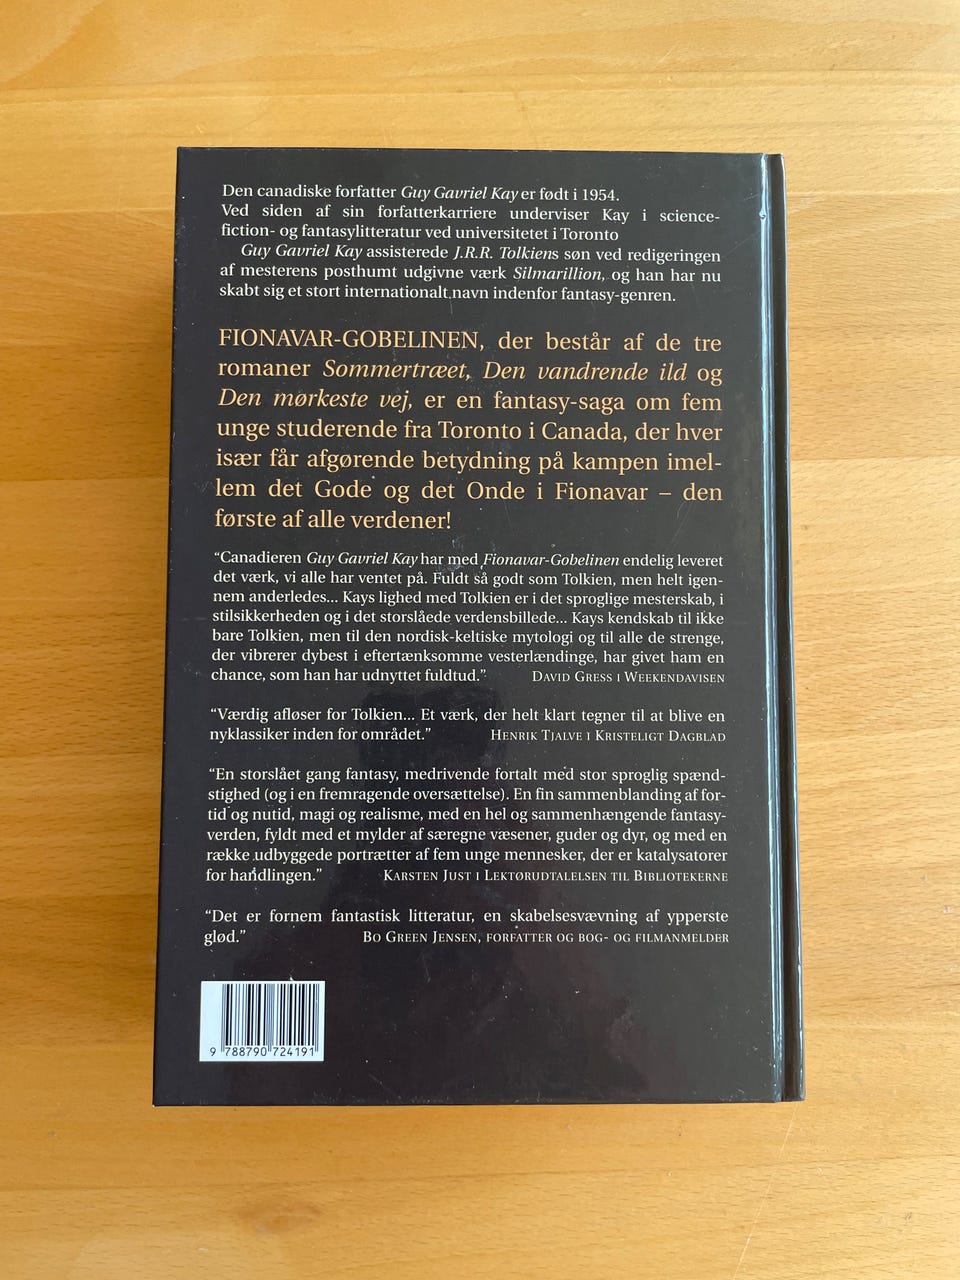 Den canadiske forfatter Guy Gavriel Kay er født i 1954.
Ved siden af sin forfatterkarriere underviser Kay i science-
fiction- og fantasylitteratur ved universitetet i Toronto
Guy Gavriel Kay assisterede J.R.R. Tolkiens søn ved redigeringen
af mesterens posthumt udgivne værk Silmarillion, og han har nu
skabt sig et stort internationalt navn indenfor fantasy-genren.
FIONAVAR-GOBELINEN, der består af de tre
romaner Sommertræet, Den vandrende ild og
Den mørkeste vej, er en fantasy-saga om fem
unge studerende fra Toronto i Canada, der hver
især får afgørende betydning på kampen imel-
lem det Gode og det Onde i Fionavar – den
første af alle verdener!
“Canadieren Guy Gavriel Kay har med Fionavar-Gobelinen endelig leveret
det værk, vi alle har ventet på. Fuldt så godt som Tolkien, men helt igen-
nem anderledes... Kays lighed med Tolkien er i det sproglige mesterskab, i
stilsikkerheden og i det storslåede verdensbillede... Kays kendskab til ikke
bare Tolkien, men til den nordisk-keltiske mytologi og til alle de strenge,
der vibrerer dybest i eftertænksomme vesterlændinge, har givet ham en
chance, som han har udnyttet fuldtud.” DAVID GRESS I WEEKENDAVISEN
“Værdig afløser for Tolkien... Et værk, der helt klart tegner til at blive en
nyklassiker inden for området.” HENRIK TJALVE I KRISTELIGT DAGBLAD
“En storslået gang fantasy, medrivende fortalt med stor sproglig spænd-
stighed (og i en fremragende oversættelse). En fin sammenblanding af for-
tid og nutid, magi og realisme, med en hel og sammenhængende fantasy-
verden, fyldt med et mylder af særegne væsener, guder og dyr, og med en
række udbyggede portrætter af fem unge mennesker, der er katalysatorer
for handlingen.” KARSTEN JUST I LEKTØRUDTALELSEN TIL BIBLIOTEKERNE
“Det er fornem fantastisk litteratur, en skabelsesvævning af ypperste
glød.” BO GREEN JENSEN, FORFATTER OG BOG- OG FILMANMELDER
9 788790 724191